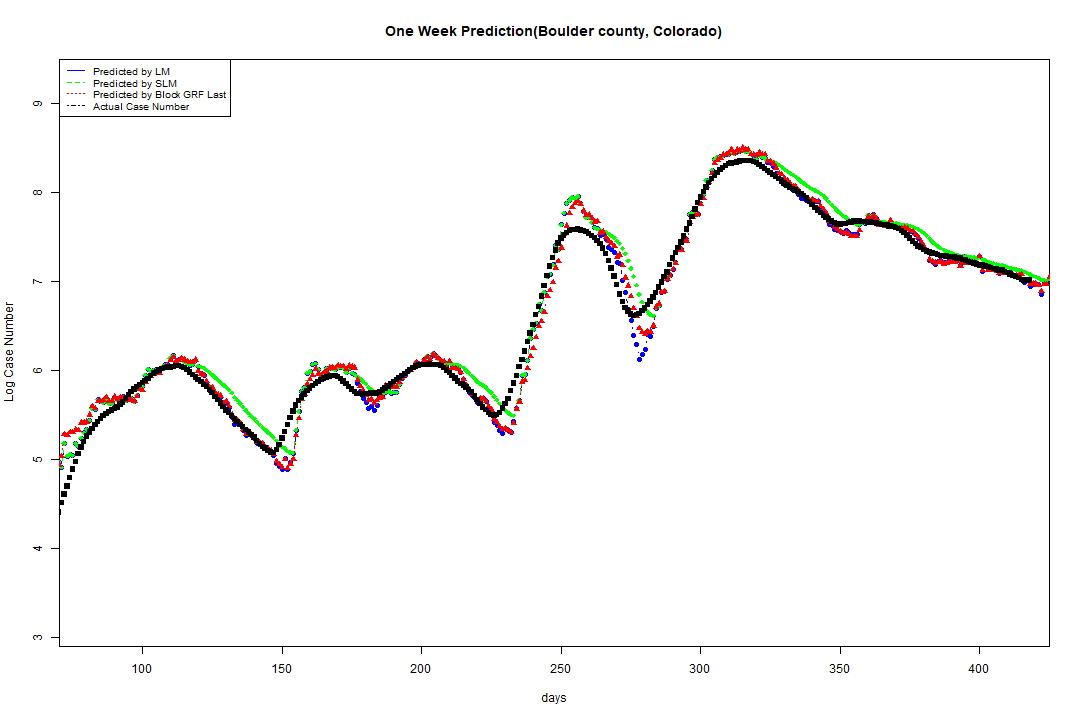 One Week Prediction(Boulder county, Colorado)
Predicted by LM
Predicted by SLM
Predicted by Block GRF Last
Actual Case Number
9
8
7
6
5
4
3
Log Case Number
100 150 200 250 300 350 400
days